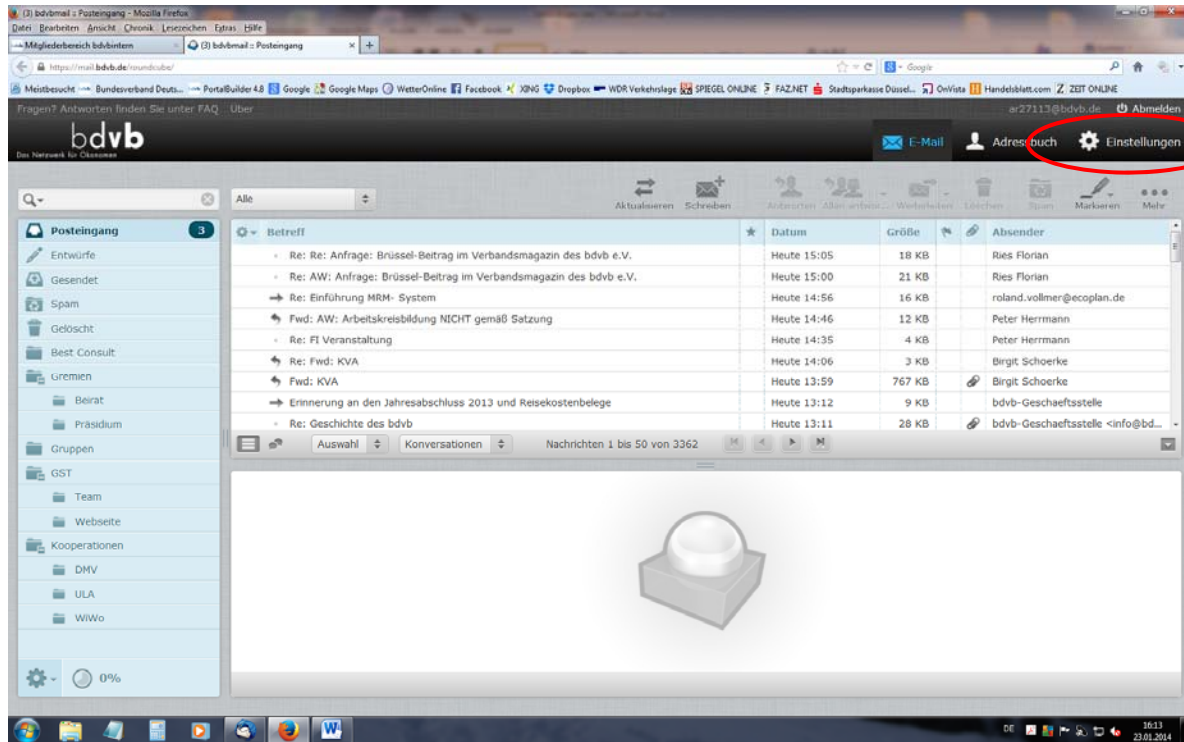 (3) bdvbmail :: Posteingang - Mozilla Firefox
Datei Bearbeiten Ansicht Chronik Lesezeichen Extras Hilfe
Mitgliederbereich bdvbintern
(3) bdvbmail :: Posteingang
https://mail.bdvb.de/roundcube/
Google
Meistbesucht Bundesverband Deuts... PortalBuilder 4.8 Google Google Maps WetterOnline Facebook XING Dropbox WDR Verkehrslage SPIEGEL ONLINE FAZ.NET Stadtsparkasse Düssel... OnVista Handelsblatt.com ZEIT ONLINE
Fragen? Antworten finden Sie unter FAQ Über
ar27113@bdvb.de Abmelden
bdvb
Das Netzwerk für Ökonomen
E-Mail Adressbuch Einstellungen
Alle
Aktualisieren Schreiben Antworten Allen antwor... Weiterleiten Löschen Spam Markieren Mehr
Posteingang 3
Entwürfe
Gesendet
Spam
Gelöscht
Best Consult
Gremien
Beirat
Präsidium
Gruppen
GST
Team
Webseite
Kooperationen
DMV
ULA
WiWo
0%
Betreff Datum Größe Absender
Re: Re: Anfrage: Brüssel-Beitrag im Verbandsmagazin des bdvb e.V. Heute 15:05 18 KB Ries Florian
Re: AW: Anfrage: Brüssel-Beitrag im Verbandsmagazin des bdvb e.V. Heute 15:00 21 KB Ries Florian
Re: Einführung MRM- System Heute 14:56 16 KB roland.vollmer@ecoplan.de
Fwd: AW: Arbeitskreisbildung NICHT gemäß Satzung Heute 14:46 12 KB Peter Herrmann
Re: FI Veranstaltung Heute 14:35 4 KB Peter Herrmann
Re: Fwd: KVA Heute 14:06 3 KB Birgit Schoerke
Fwd: KVA Heute 13:59 767 KB Birgit Schoerke
Erinnerung an den Jahresabschluss 2013 und Reisekostenbelege Heute 13:12 9 KB bdvb-Geschaeftsstelle
Re: Geschichte des bdvb Heute 13:11 28 KB bdvb-Geschaeftsstelle <info@bd...
Auswahl Konversationen Nachrichten 1 bis 50 von 3362
DE
16:13
23.01.2014